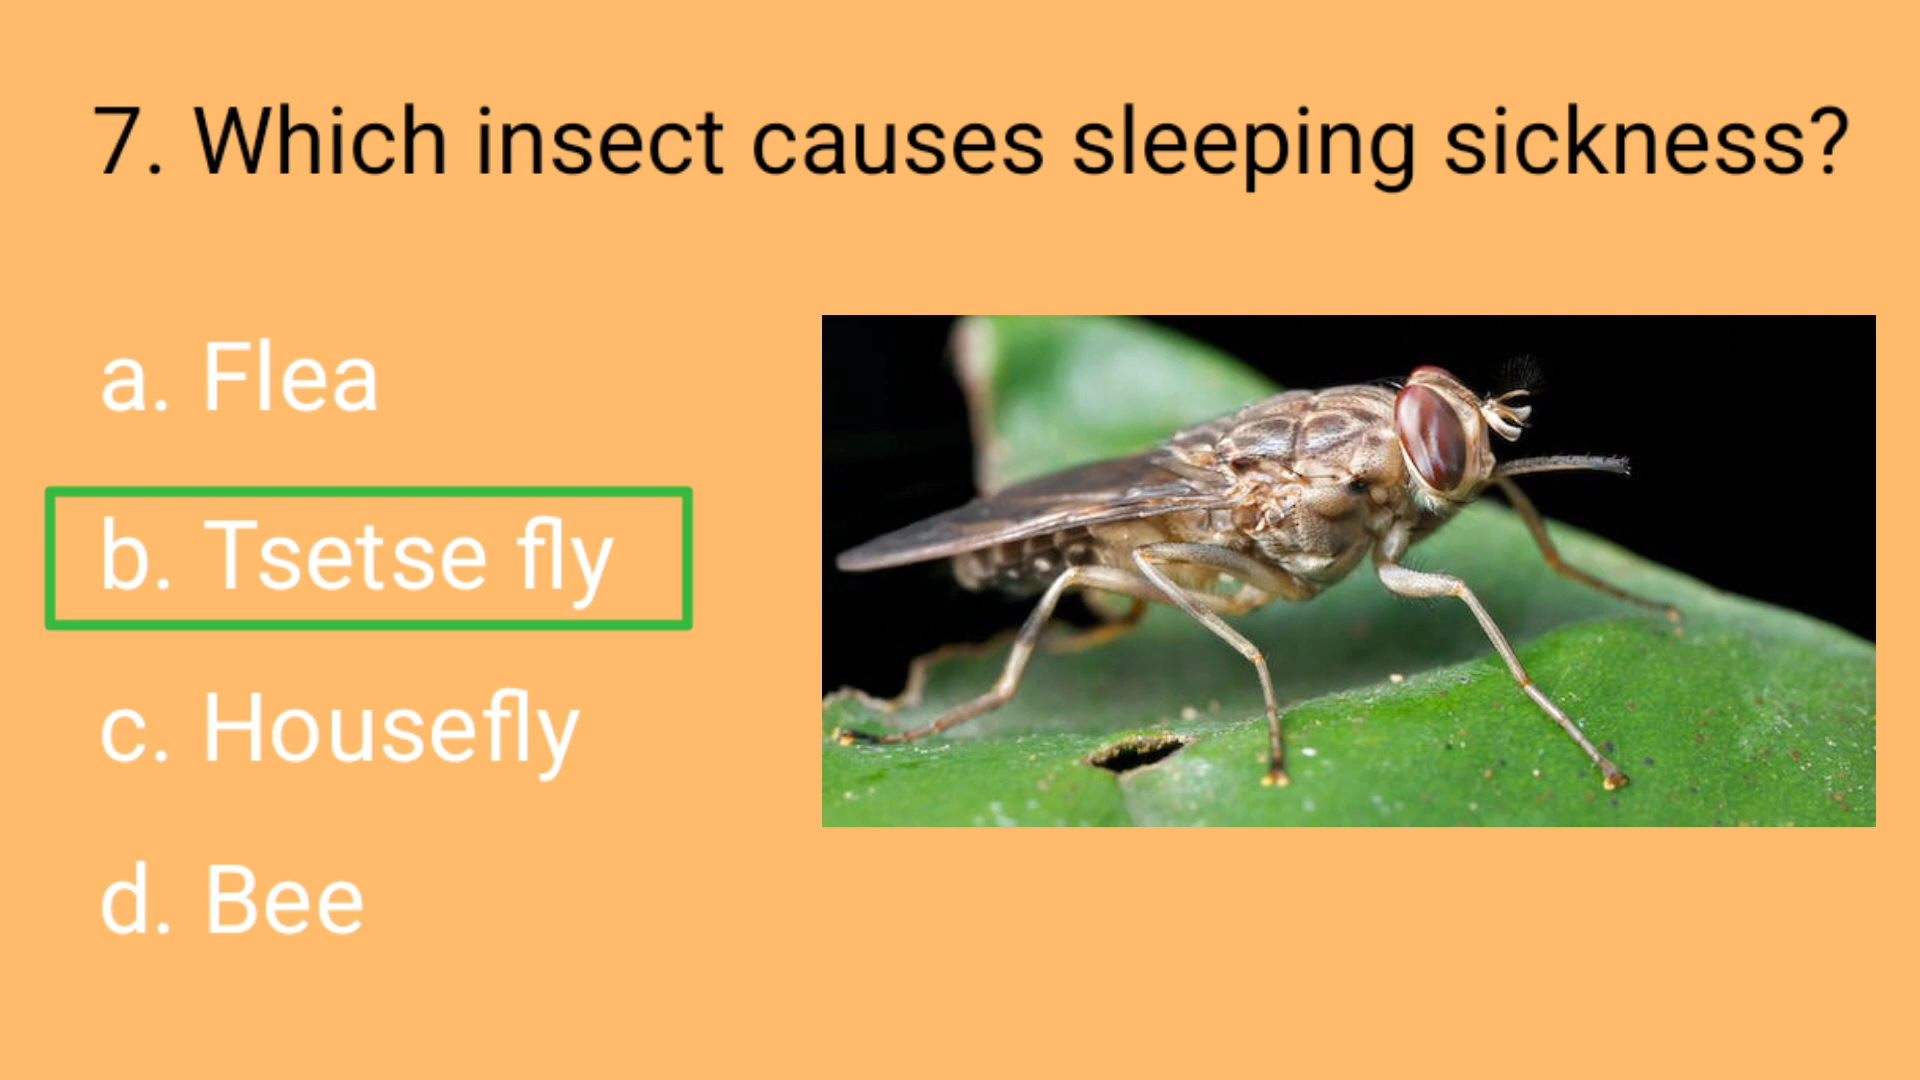 7. Which insect causes sleeping sickness?
a. Flea
b. Tsetse fly
c. Housefly
d. Bee